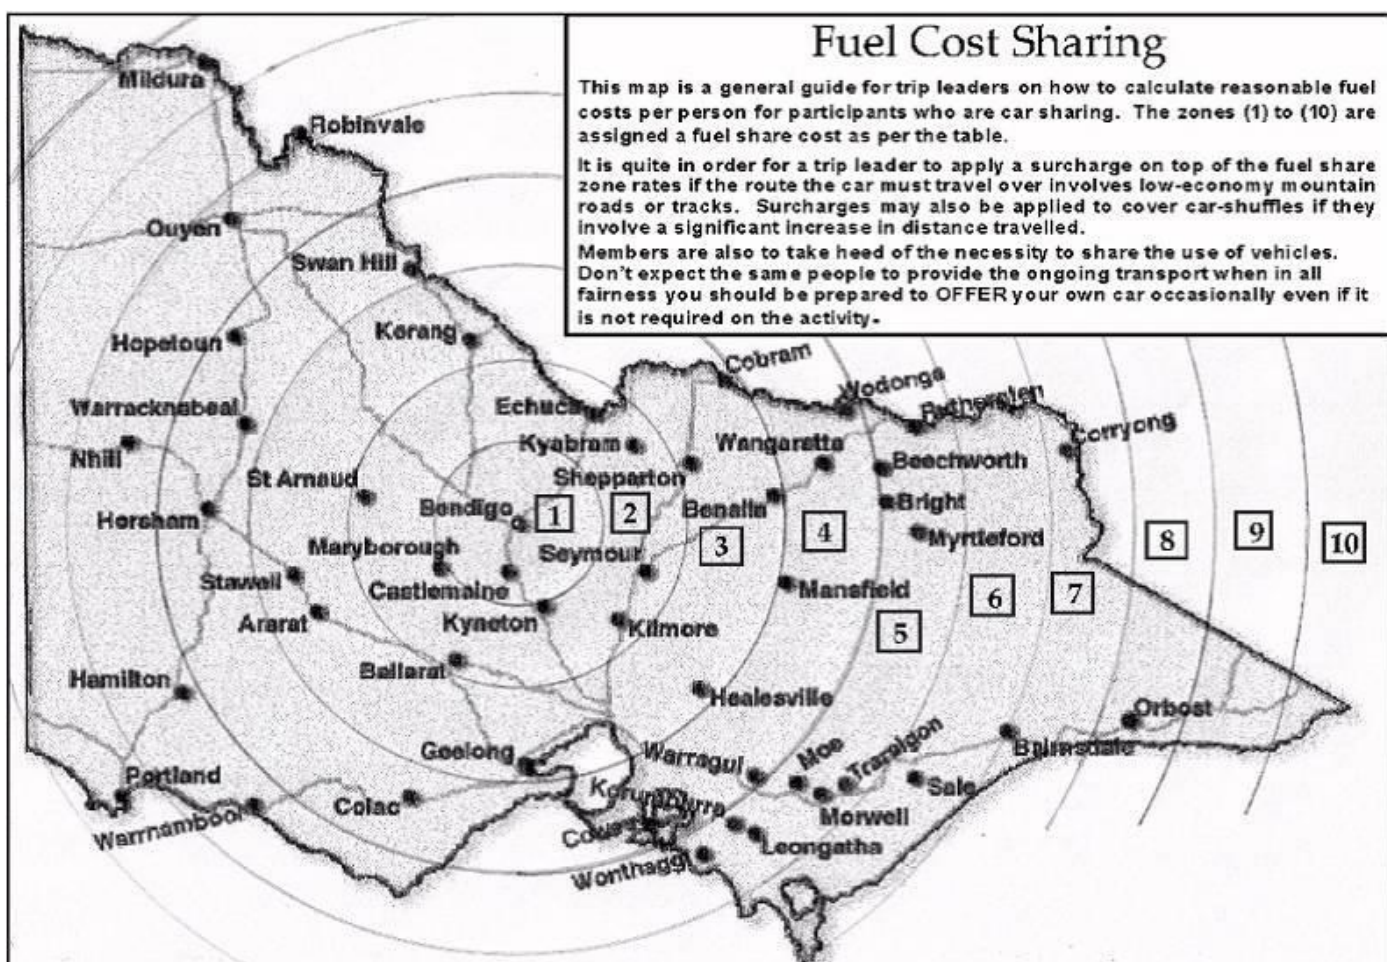 Fuel Cost Sharing
This map is a general guide for trip leaders on how to calculate reasonable fuel
costs per person for participants who are car sharing. The zones (1) to (10) are
assigned a fuel share cost as per the table.
It is quite in order for a trip leader to apply a surcharge on top of the fuel share
zone rates if the route the car must travel over involves low-economy mountain
roads or tracks. Surcharges may also be applied to cover car-shuffles if they
involve a significant increase in distance travelled.
Members are also to take heed of the necessity to share the use of vehicles.
Don't expect the same people to provide the ongoing transport when in all
fairness you should be prepared to OFFER your own car occasionally even if it
is not required on the activity.
Mildura
Robinvale
Ouyen
Swan Hill
Hopetoun
Kerang
Cobram
Wodonga
Rutherglen
Warracknabeal
Echuca
Corryong
Nhill
Kyabram
Wangaratta
St Arnaud
Shepparton
Beechworth
Horsham
Bendigo
1
2
Benalla
Bright
Maryborough
Seymour
3
4
Myrtleford
8
9
10
Stawell
Castlemaine
Mansfield
6
7
Ararat
Kyneton
Kilmore
5
Hamilton
Ballarat
Healesville
Orbost
Geelong
Warragul
Moe
Traralgon
Bairnsdale
Portland
Colac
Korumburra
Sale
Warrnambool
Morwell
Leongatha
Wonthaggi